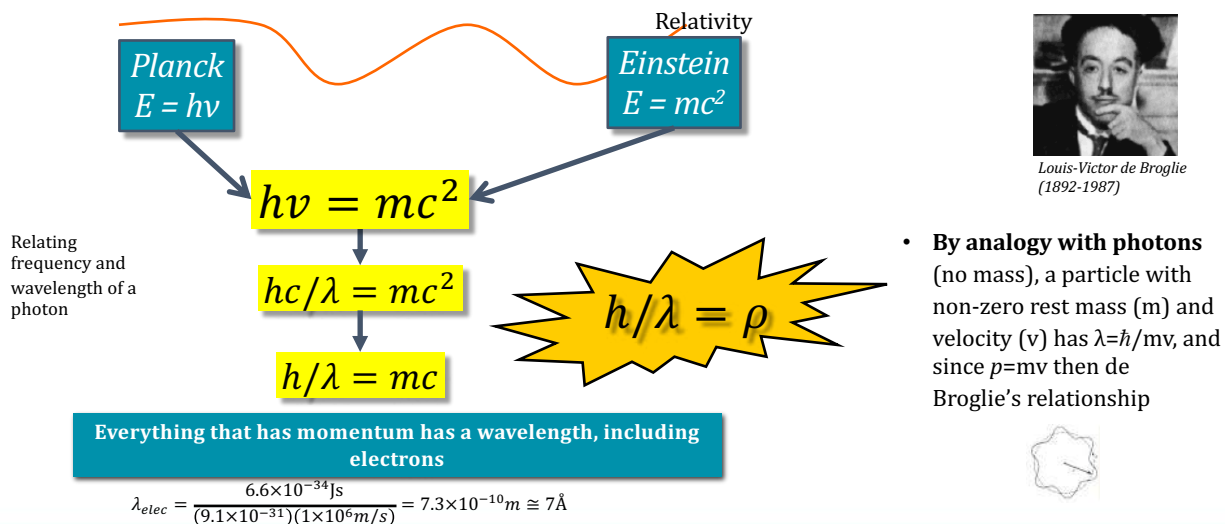 Relativity
Planck
E = hν
Einstein
E = mc²
hν = mc²
Relating
frequency and
wavelength of a
photon
hc/λ = mc²
h/λ = mc
h/λ = ρ
Everything that has momentum has a wavelength, including
electrons
λ_elec = 6.6×10⁻³⁴Js / (9.1×10⁻³¹)(1×10⁶m/s) = 7.3×10⁻¹⁰m ≅ 7Å
Louis-Victor de Broglie
(1892-1987)
• By analogy with photons
(no mass), a particle with
non-zero rest mass (m) and
velocity (v) has λ=ℏ/mv, and
since p=mv then de
Broglie’s relationship